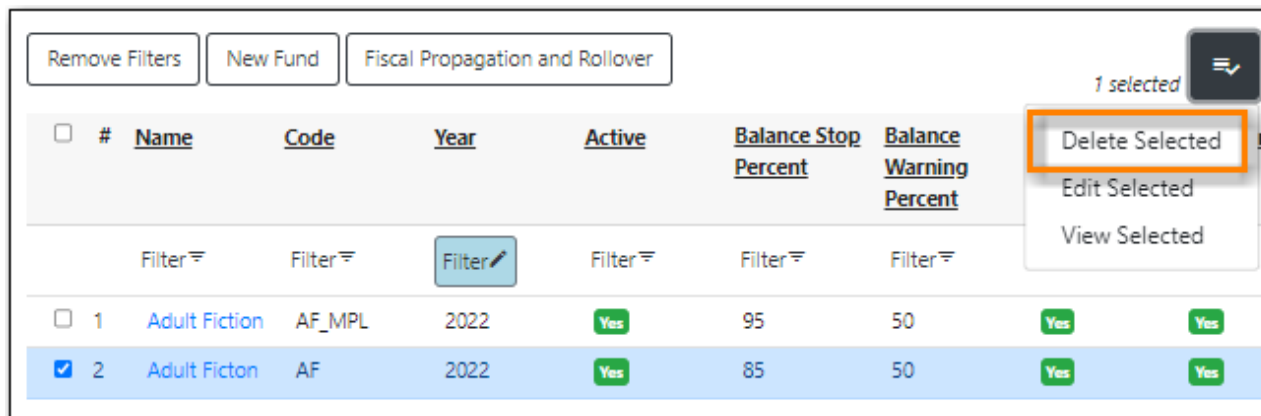 Remove Filters New Fund Fiscal Propagation and Rollover
1 selected
# Name Code Year Active Balance Stop Balance
Percent Warning
Percent
Delete Selected
Edit Selected
View Selected
Filter Filter Filter Filter Filter Filter
1 Adult Fiction AF_MPL 2022 Yes 95 50 Yes Yes
2 Adult Ficton AF 2022 Yes 85 50 Yes Yes